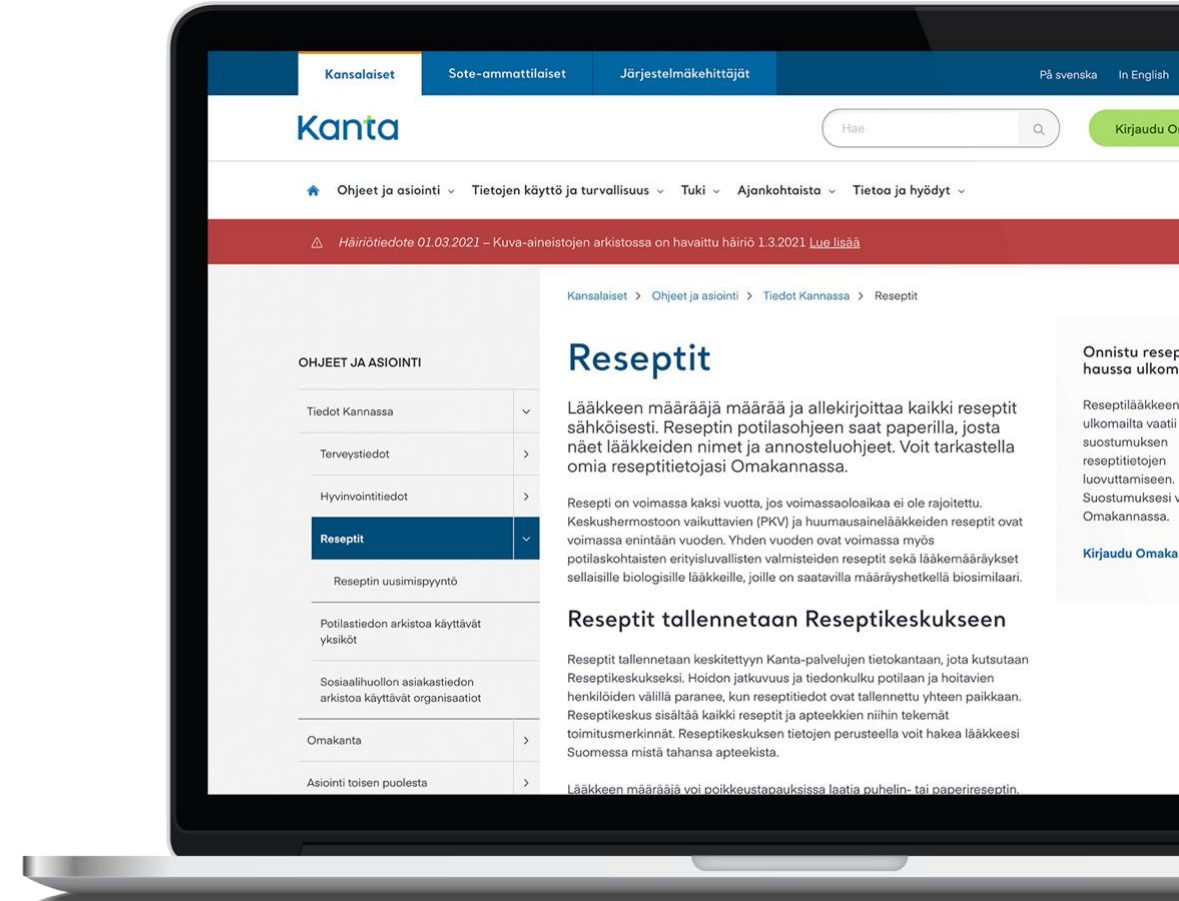 Kansalaiset
Sote-ammattilaiset
Järjestelmäkehittäjät
På svenska
In English
Kanta
Hae
Kirjaudu
Ohjeet ja asiointi
Tietojen käyttö ja turvallisuus
Tuki
Ajankohtaista
Tietoa ja hyödyt
Häiriötiedote 01.03.2021 – Kuva-aineistojen arkistossa on havaittu häiriö 1.3.2021 Lue lisää
Kansalaiset > Ohjeet ja asiointi > Tiedot Kannassa > Reseptit
OHJEET JA ASIOINTI
Tiedot Kannassa
Terveystiedot
Hyvinvointitiedot
Reseptit
Reseptin uusimispyyntö
Potilastiedon arkistoa käyttävät
yksiköt
Sosiaalihuollon asiakastiedon
arkistoa käyttävät organisaatiot
Omakanta
Asiointi toisen puolesta
Reseptit
Lääkkeen määrääjä määrää ja allekirjoittaa kaikki reseptit
sähköisesti. Reseptin potilasohjeen saat paperilla, josta
näet lääkkeiden nimet ja annosteluohjeet. Voit tarkastella
omia reseptitietojasi Omakannassa.
Resepti on voimassa kaksi vuotta, jos voimassaoloaikaa ei ole rajoitettu.
Keskushermostoon vaikuttavien (PKV) ja huumausainelääkkeiden reseptit ovat
voimassa enintään vuoden. Yhden vuoden ovat voimassa myös
potilaskohtaisten erityisluvallisten valmisteiden reseptit sekä lääkemääräykset
sellaisille biologisille lääkkeille, joille on saatavilla määräyshetkellä biosimilaari.
Reseptit tallennetaan Reseptikeskukseen
Reseptit tallennetaan keskitettyyn Kanta-palvelujen tietokantaan, jota kutsutaan
Reseptikeskukseksi. Hoidon jatkuvuus ja tiedonkulku potilaan ja hoitavien
henkilöiden välillä paranee, kun reseptitiedot ovat tallennettu yhteen paikkaan.
Reseptikeskus sisältää kaikki reseptit ja apteekkien niihin tekemät
toimitusmerkinnät. Reseptikeskuksen tietojen perusteella voit hakea lääkkeesi
Suomessa mistä tahansa apteekista.
Lääkkeen määrääjä voi poikkeustapauksissa laatia puhelin- tai paperireseptin.
Onnistu resep
haussa ulkom
Reseptilääkkeen
ulkomailta vaatii
suostumuksen
reseptitietojen
luovuttamiseen.
Suostumuksesi v
Omakannassa.
Kirjaudu Omaka